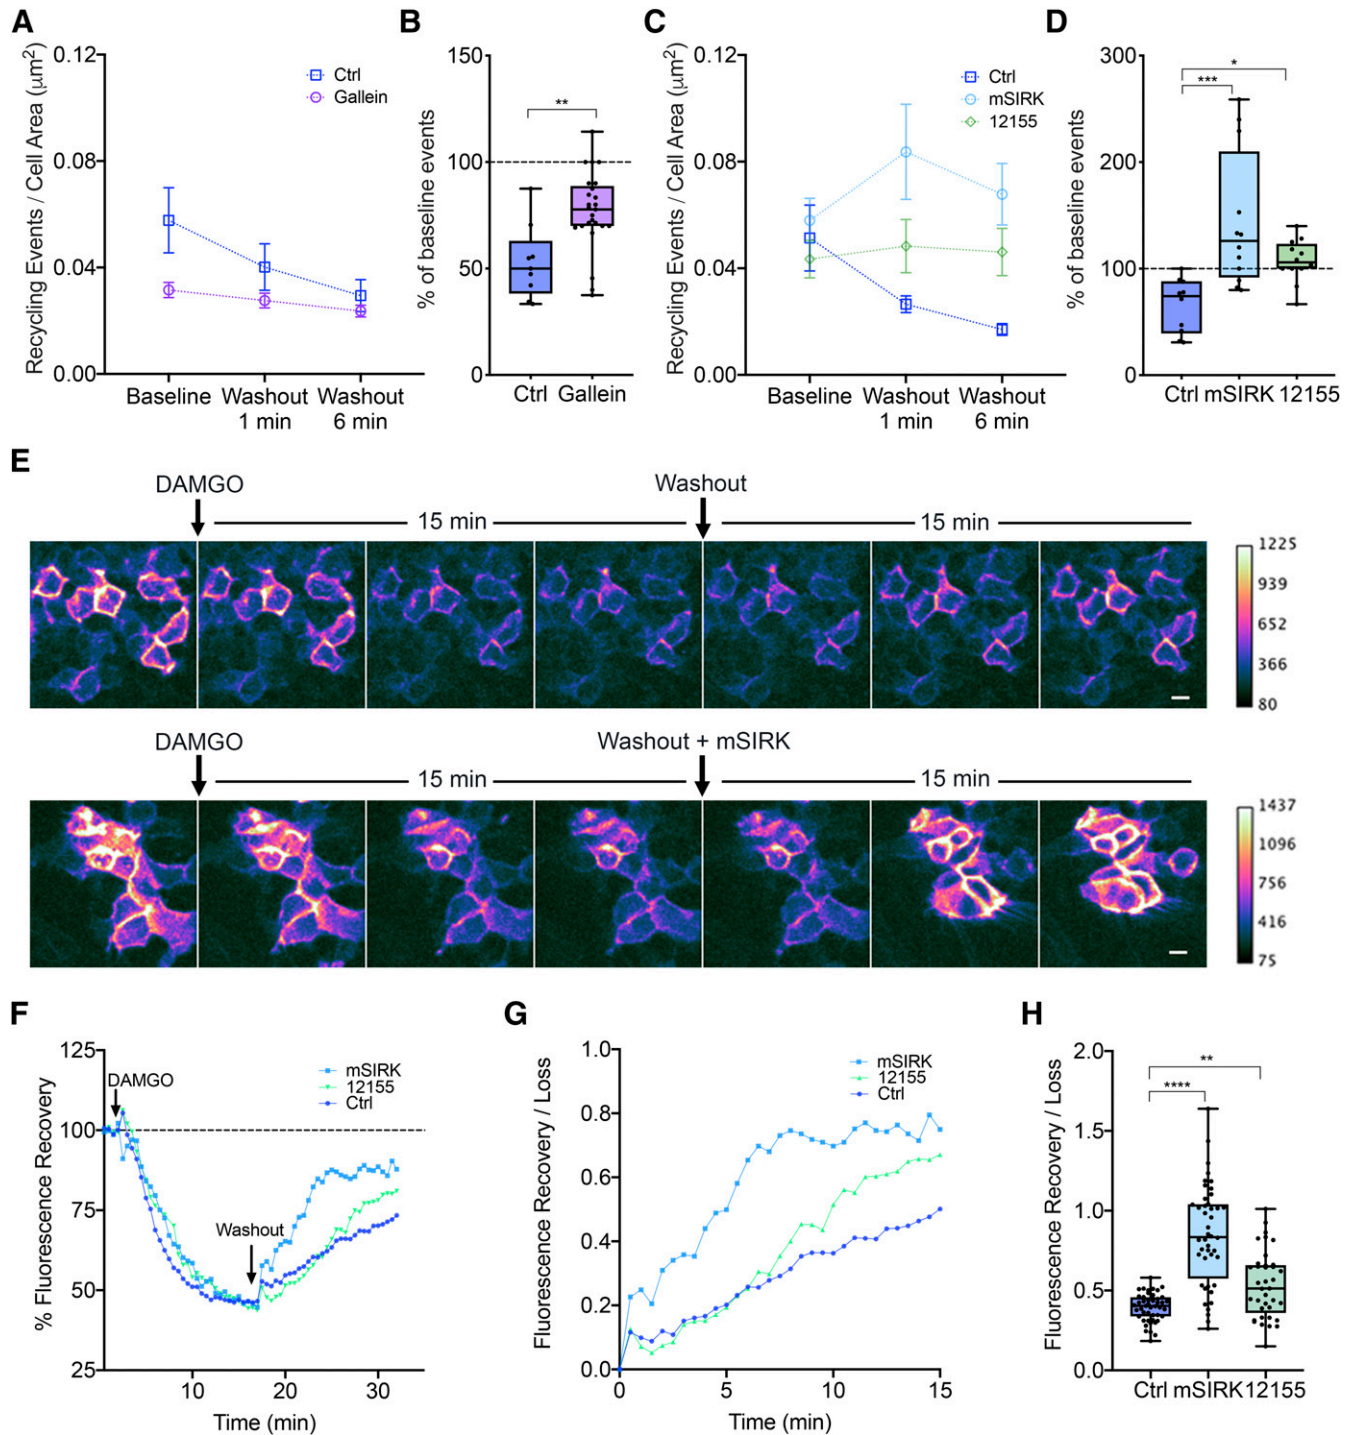 A
Recycling Events / Cell Area (μm²)
0.12
0.08
0.04
0.00
Ctrl
Gallein
Baseline
Washout
1 min
Washout
6 min
B
% of baseline events
150
100
50
0
**
Ctrl
Gallein
C
Recycling Events / Cell Area (μm²)
0.12
0.08
0.04
0.00
Ctrl
mSIRK
12155
Baseline
Washout
1 min
Washout
6 min
D
% of baseline events
300
200
100
0
*
***
Ctrl
mSIRK
12155
E
DAMGO
Washout
15 min
15 min
1225
939
652
366
80
DAMGO
Washout + mSIRK
15 min
15 min
1437
1096
756
416
75
F
% Fluorescence Recovery
125
100
75
50
25
DAMGO
mSIRK
12155
Ctrl
Washout
10
20
30
Time (min)
G
Fluorescence Recovery / Loss
1.0
0.8
0.6
0.4
0.2
0.0
mSIRK
12155
Ctrl
0
5
10
15
Time (min)
H
Fluorescence Recovery / Loss
2.0
1.5
1.0
0.5
0.0
**
****
Ctrl
mSIRK
12155